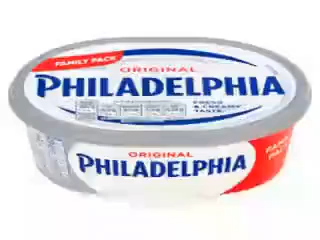 FAMILY PACK
ORIGINAL
PHILADELPHIA
FRESH
& CREAMY
TASTE
ORIGINAL
PHILADELPHIA
FAMILY
PACK